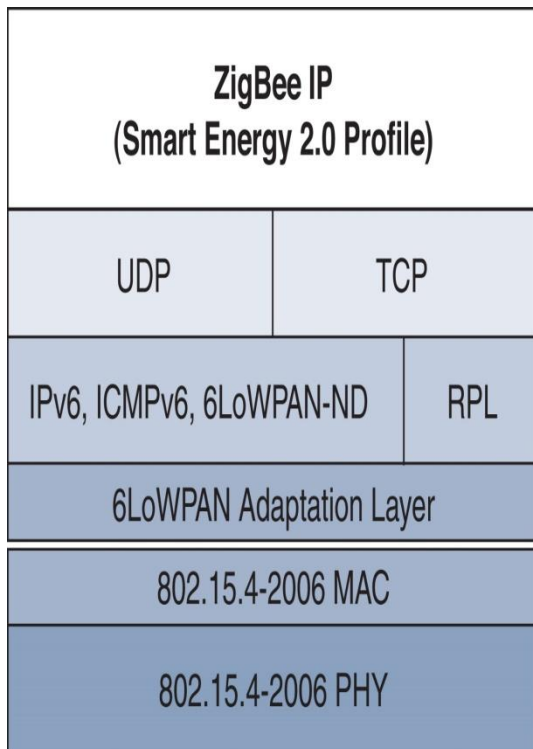 ZigBee IP
(Smart Energy 2.0 Profile)
UDP
TCP
IPv6, ICMPv6, 6LoWPAN-ND
RPL
6LoWPAN Adaptation Layer
802.15.4-2006 MAC
802.15.4-2006 PHY